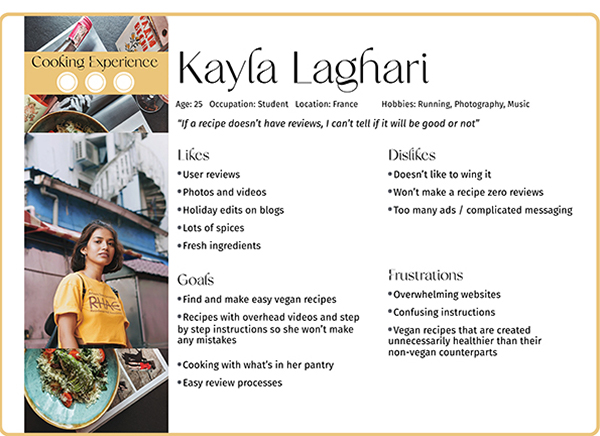 Cooking Experience
Kayla Laghari
Age: 25 Occupation: Student Location: France Hobbies: Running, Photography, Music
"If a recipe doesn't have reviews, I can't tell if it will be good or not"
Likes
•User reviews
•Photos and videos
•Holiday edits on blogs
•Lots of spices
•Fresh ingredients
Dislikes
•Doesn't like to wing it
•Won't make a recipe zero reviews
•Too many ads / complicated messaging
Goals
•Find and make easy vegan recipes
•Recipes with overhead videos and step
by step instructions so she won't make
any mistakes
•Cooking with what's in her pantry
•Easy review processes
Frustrations
•Overwhelming websites
•Confusing instructions
•Vegan recipes that are created
unnecessarily healthier than their
non-vegan counterparts